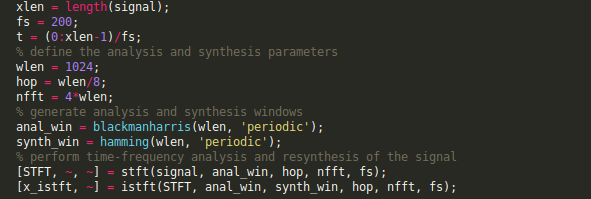 xlen = length(signal);
fs = 200;
t = (0:xlen-1)/fs;
% define the analysis and synthesis parameters
wlen = 1024;
hop = wlen/8;
nfft = 4*wlen;
% generate analysis and synthesis windows
anal_win = blackmanharris(wlen, 'periodic');
synth_win = hamming(wlen, 'periodic');
% perform time-frequency analysis and resynthesis of the signal
[STFT, ~, ~] = stft(signal, anal_win, hop, nfft, fs);
[x_istft, ~] = istft(STFT, anal_win, synth_win, hop, nfft, fs);